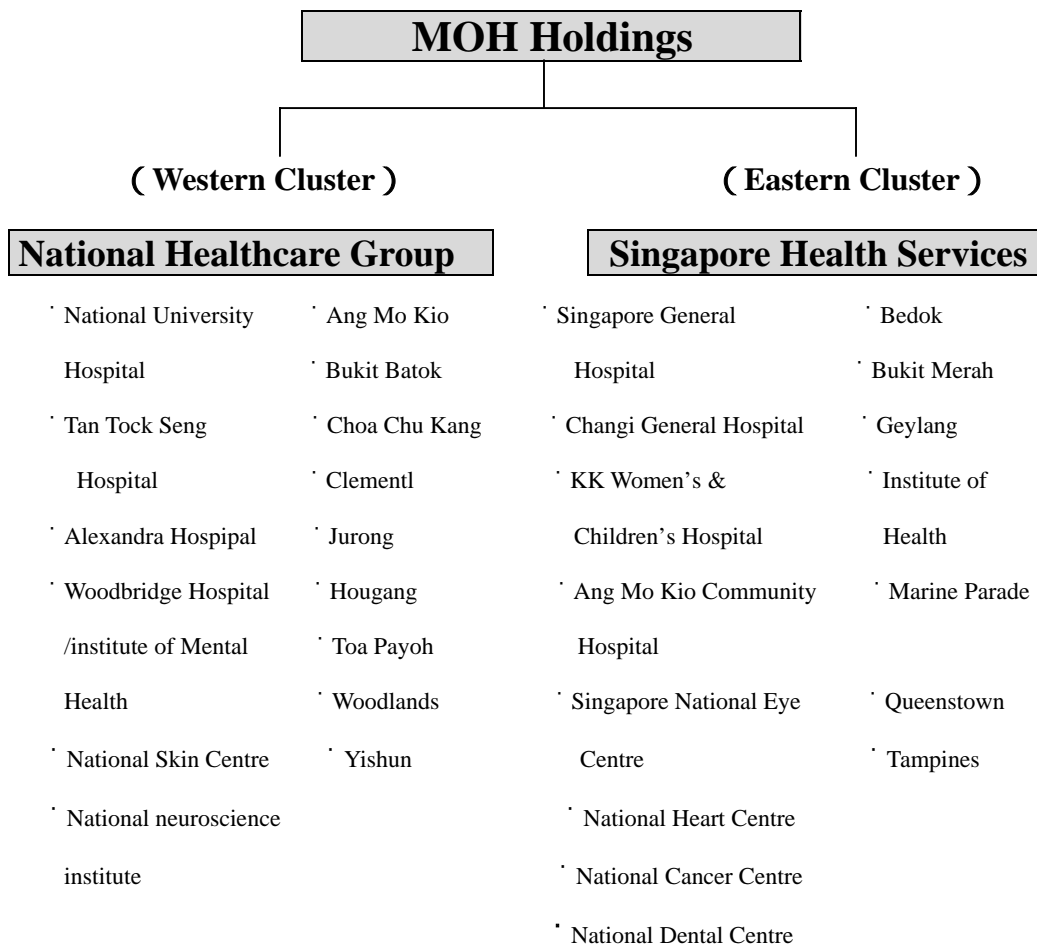 MOH Holdings
( Western Cluster )
National Healthcare Group
˙ National University
Hospital
˙ Tan Tock Seng
Hospital
˙ Alexandra Hospipal
˙ Woodbridge Hospital
/institute of Mental
Health
˙ National Skin Centre
˙ National neuroscience
institute
˙ Ang Mo Kio
˙ Bukit Batok
˙ Choa Chu Kang
˙ Clementl
˙ Jurong
˙ Hougang
˙ Toa Payoh
˙ Woodlands
˙ Yishun
( Eastern Cluster )
Singapore Health Services
˙ Singapore General
Hospital
˙ Changi General Hospital
˙ KK Women’s &
Children’s Hospital
˙ Ang Mo Kio Community
Hospital
˙ Singapore National Eye
Centre
˙ National Heart Centre
˙ National Cancer Centre
˙ National Dental Centre
˙ Bedok
˙ Bukit Merah
˙ Geylang
˙ Institute of
Health
˙ Marine Parade
˙ Queenstown
˙ Tampines